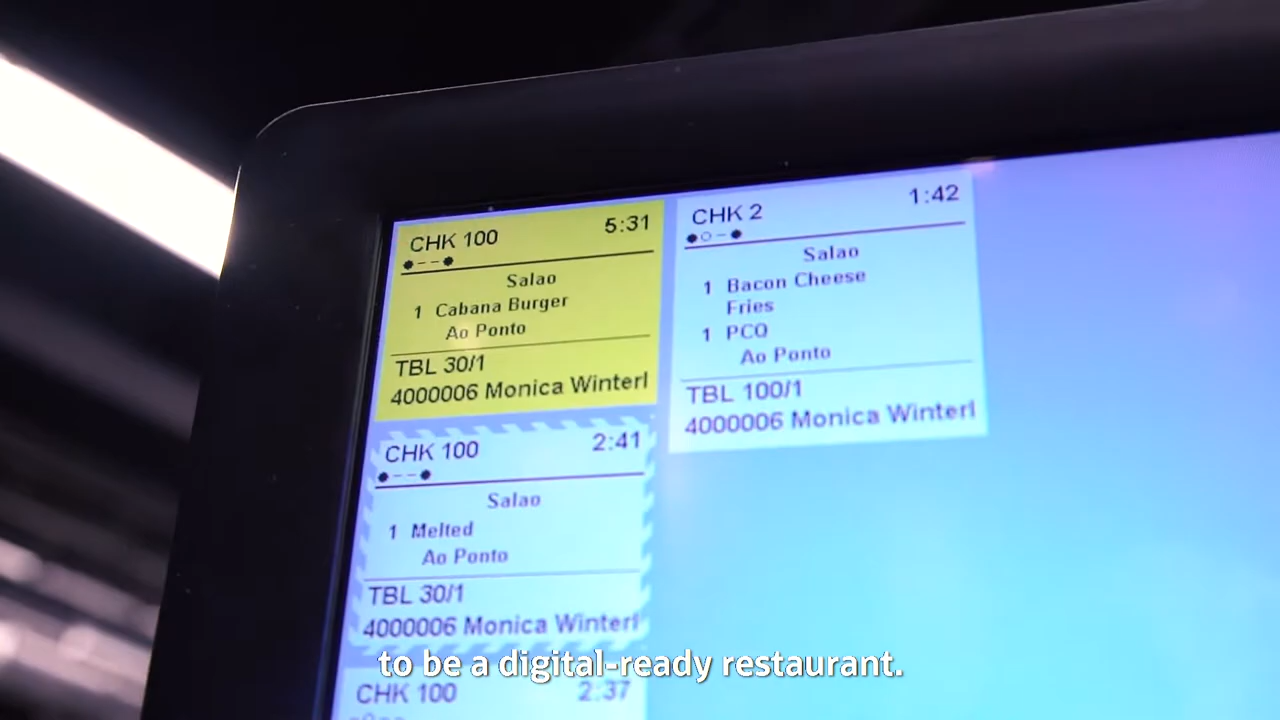 CHK 100 5:31
Salao
1 Cabana Burger
Ao Ponto
TBL 30/1
4000006 Monica Winterl
CHK 2 1:42
Salao
1 Bacon Cheese
Fries
1 PCQ
Ao Ponto
TBL 100/1
4000006 Monica Winterl
CHK 100 2:41
Salao
1 Melted
Ao Ponto
TBL 30/1
4000006 Monica Winterl
CHK 100 2:37
to be a digital-ready restaurant.